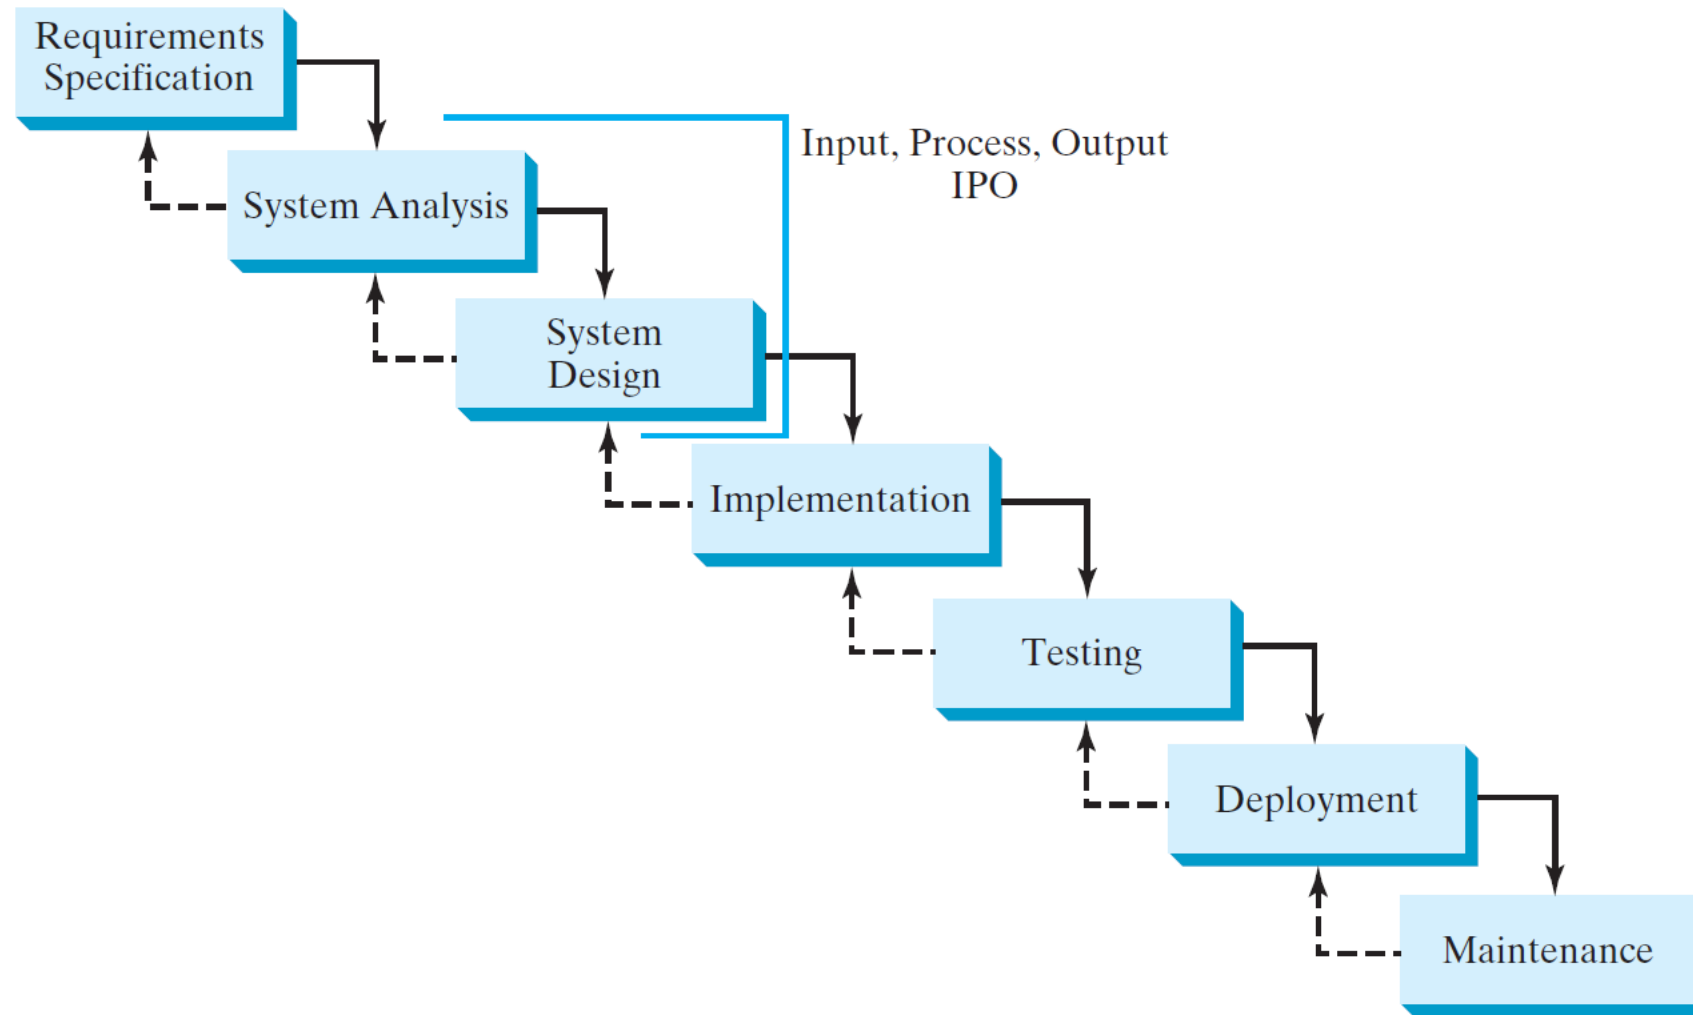 Requirements
Specification
Input, Process, Output
IPO
System Analysis
System
Design
Implementation
Testing
Deployment
Maintenance